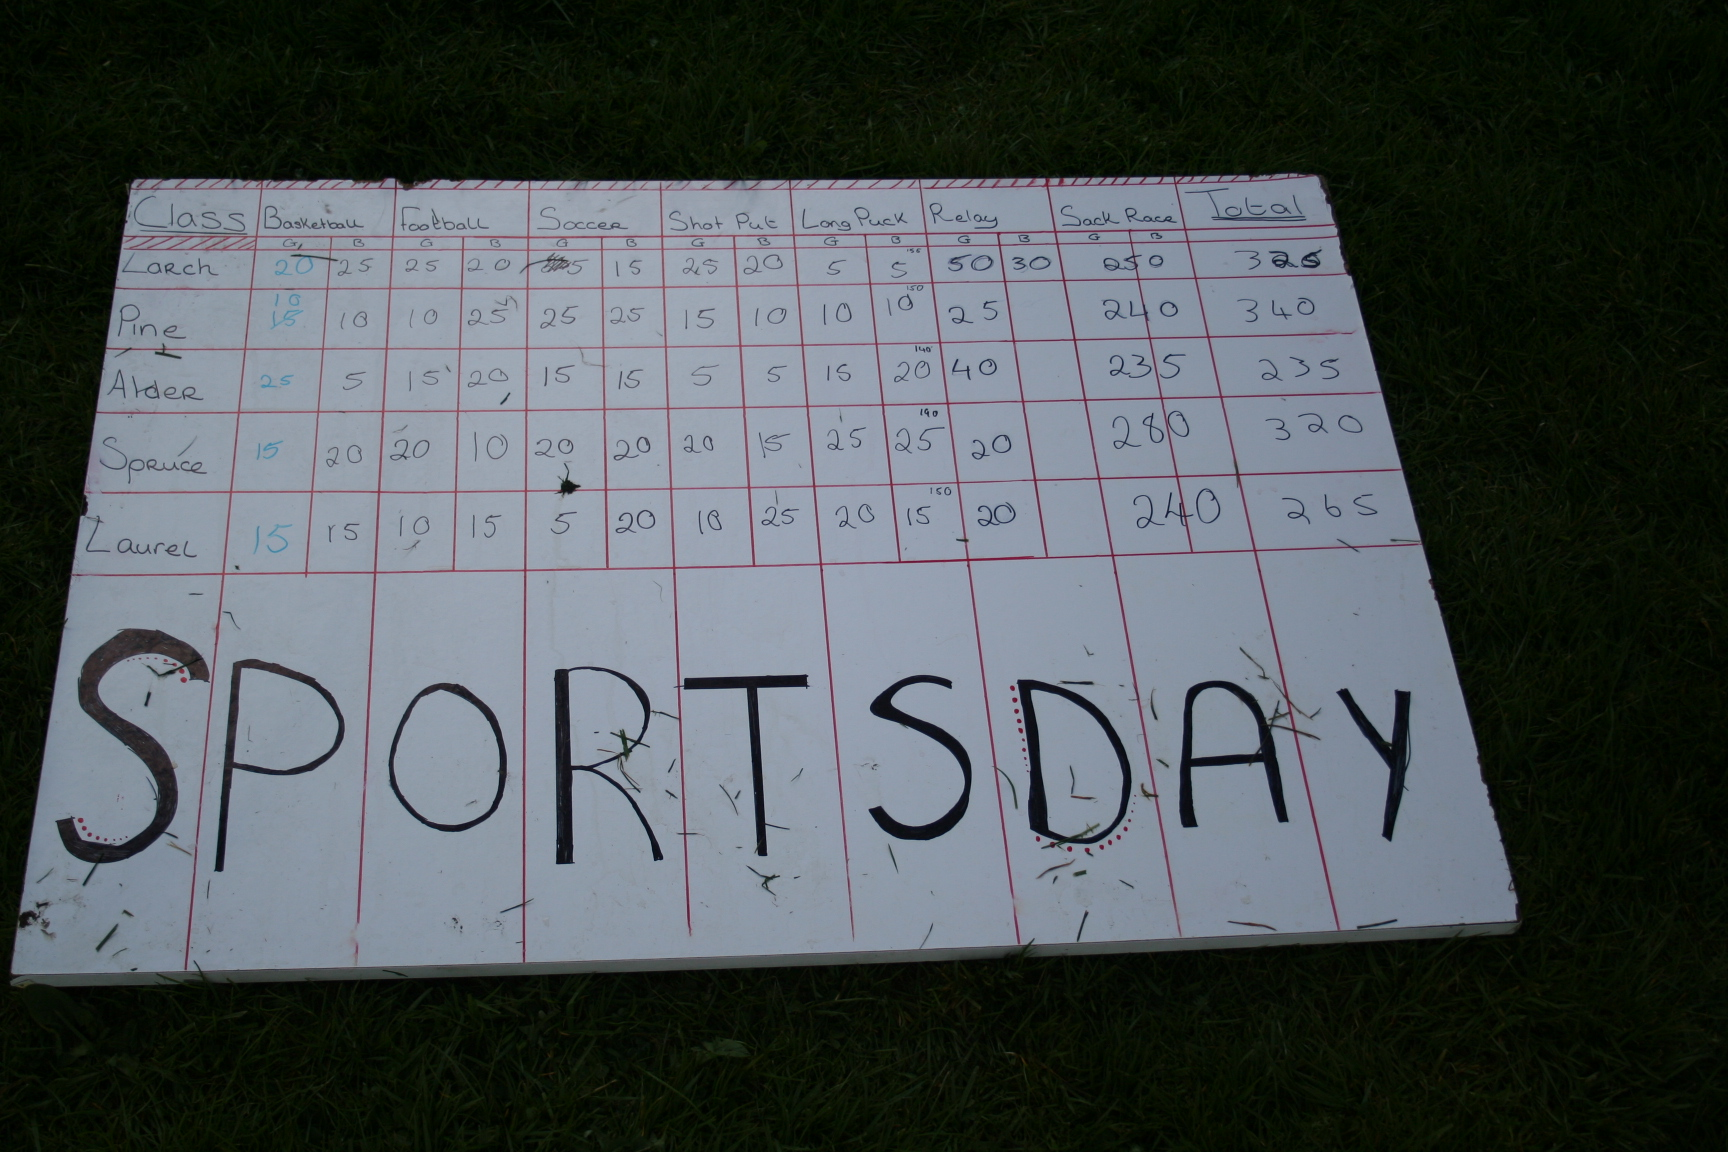 Class Basketball Football Soccer Shot Put Long Puck Relay Sack Race Total
G B G B G B G B G B G B G B
Larch 20 25 25 20 5 15 25 20 5 5 50 30 250 325
Pine 10 15 10 10 25 25 25 15 10 10 10 150 25 240 340
Alder 25 5 15 20 15 15 5 5 15 20 140 40 235 235
Spruce 15 20 20 10 20 20 20 15 25 25 190 20 280 320
Laurel 15 15 10 15 5 20 10 25 20 15 150 20 240 265
SPORTSDAY